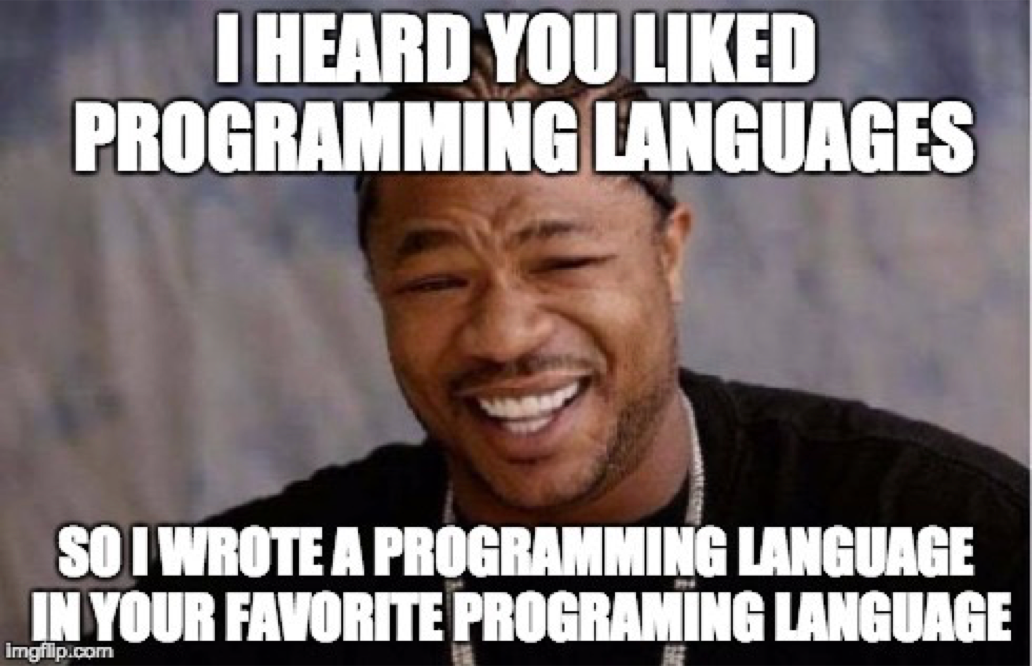 I HEARD YOU LIKED
PROGRAMMING LANGUAGES
SO I WROTE A PROGRAMMING LANGUAGE
IN YOUR FAVORITE PROGRAMING LANGUAGE
imgflip.com